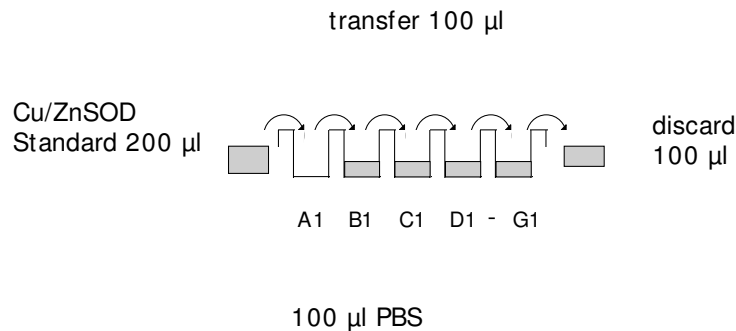 transfer 100 µl
Cu/ZnSOD
Standard 200 µl
discard
100 µl
A1 B1 C1 D1 - G1
100 µl PBS